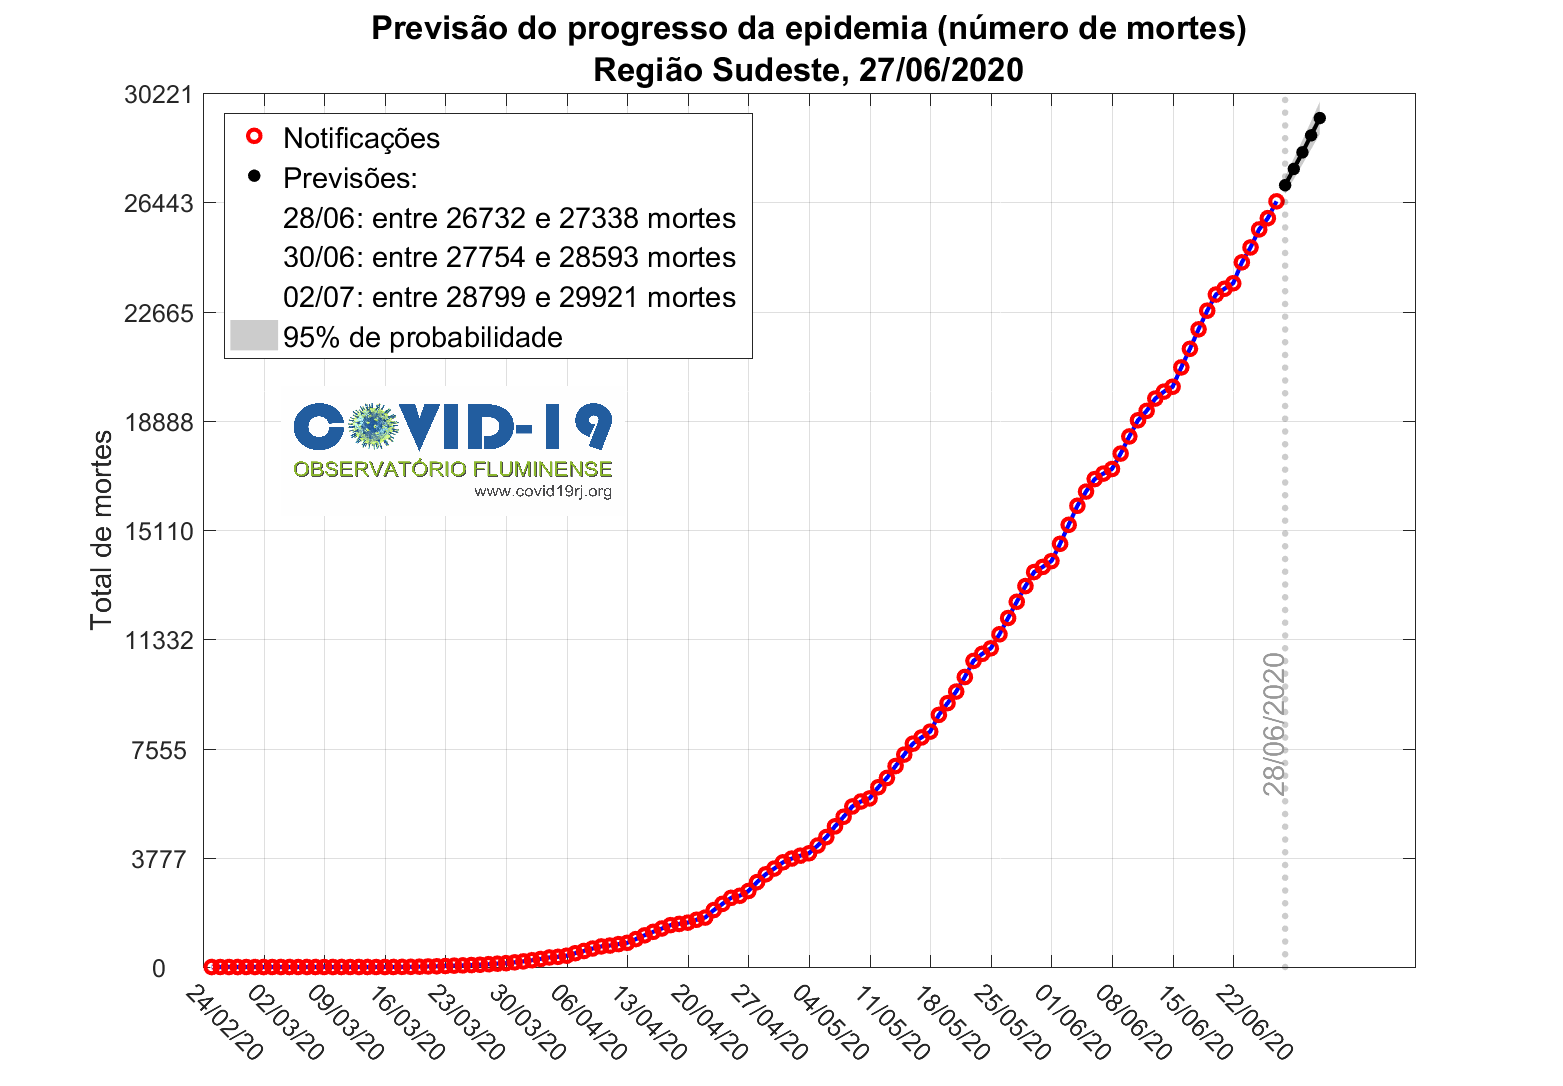 Previsão do progresso da epidemia (número de mortes)
Região Sudeste, 27/06/2020
30221
26443
22665
18888
15110
11332
7555
3777
0
Total de mortes
Notificações
Previsões:
28/06: entre 26732 e 27338 mortes
30/06: entre 27754 e 28593 mortes
02/07: entre 28799 e 29921 mortes
95% de probabilidade
COVID-19
OBSERVATÓRIO FLUMINENSE
www.covid19rj.org
28/06/2020
24/02/20
02/03/20
09/03/20
16/03/20
23/03/20
30/03/20
06/04/20
13/04/20
20/04/20
27/04/20
04/05/20
11/05/20
18/05/20
25/05/20
01/06/20
08/06/20
15/06/20
22/06/20